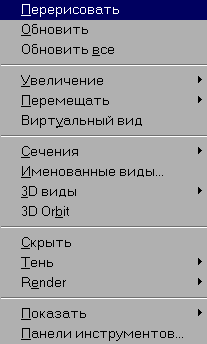 Перерисовать
Обновить
Обновить все
Увеличение
Перемещать
Виртуальный вид
Сечения
Именованные виды...
3D виды
3D Orbit
Скрыть
Тень
Render
Показать
Панели инструментов...